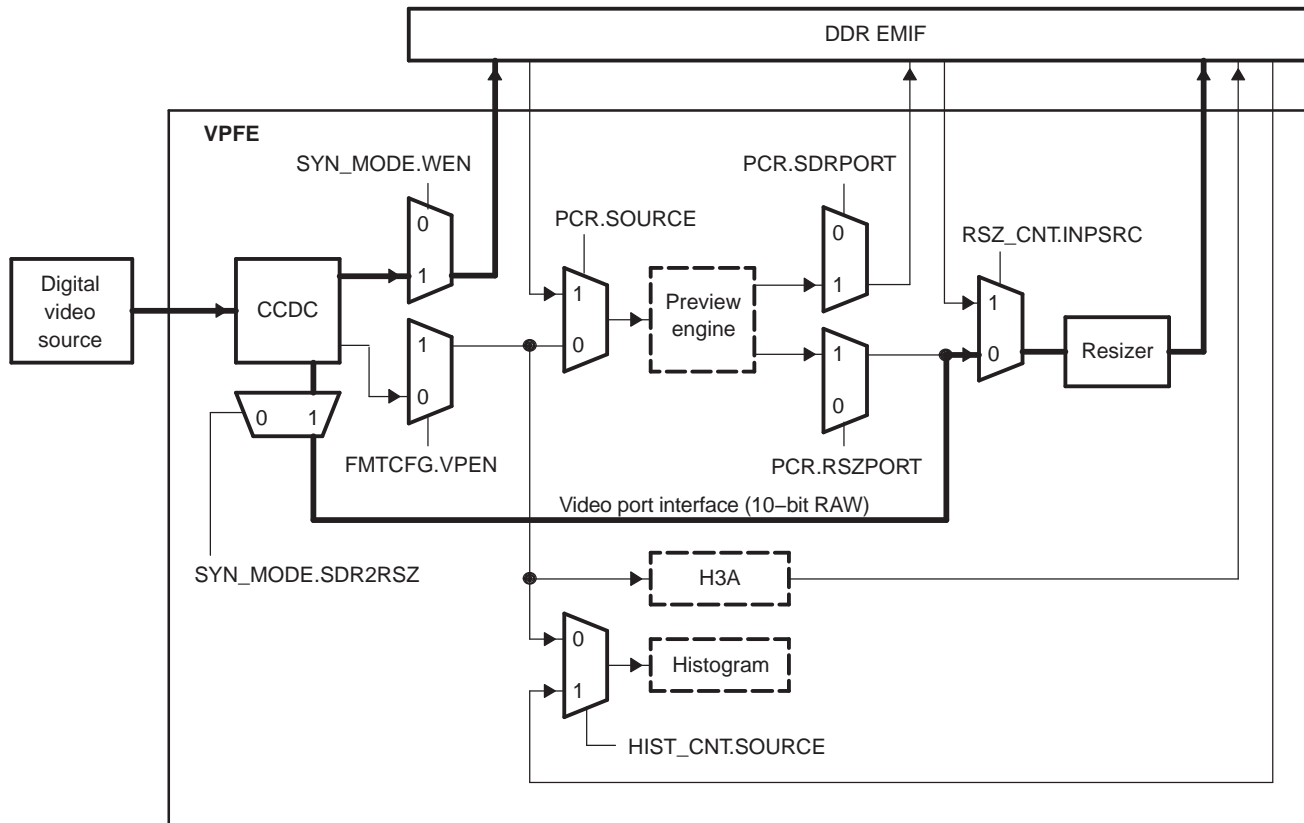 DDR EMIF
VPFE
SYN_MODE.WEN
PCR.SDRPORT
PCR.SOURCE
RSZ_CNT.INPSRC
0
1
Digital
video
source
CCDC
1
0
1
0
Preview
engine
0
1
1
0
1
0
Resizer
0 1
FMTCFG.VPEN
PCR.RSZPORT
Video port interface (10−bit RAW)
SYN_MODE.SDR2RSZ
H3A
0
1
Histogram
HIST_CNT.SOURCE